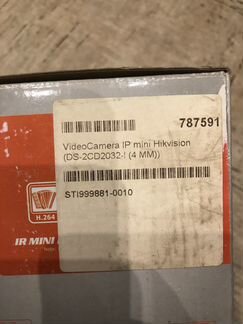 787591
VideoCamera IP mini Hikvision
(DS-2CD2032-I (4 MM))
STI999881-0010
H.264
IR MINI